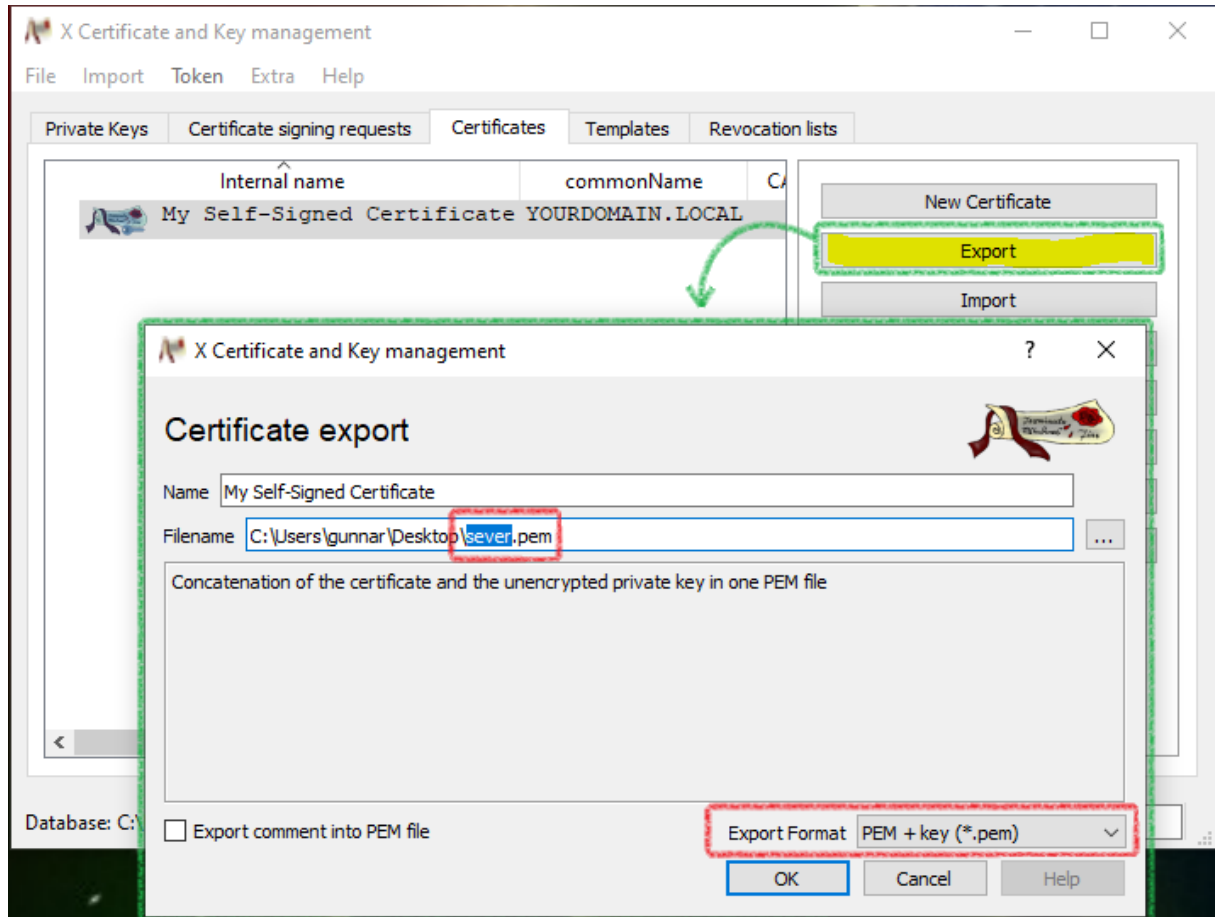 X Certificate and Key management
File Import Token Extra Help
Private Keys Certificate signing requests Certificates Templates Revocation lists
Internal name commonName CA
My Self-Signed Certificate YOURDOMAIN.LOCAL
New Certificate
Export
Import
X Certificate and Key management
Certificate export
Name My Self-Signed Certificate
Filename C:\Users\gunnar\Desktop\sever.pem ...
Concatenation of the certificate and the unencrypted private key in one PEM file
Database: C:\
Export comment into PEM file Export Format PEM + key (*.pem)
OK Cancel Help